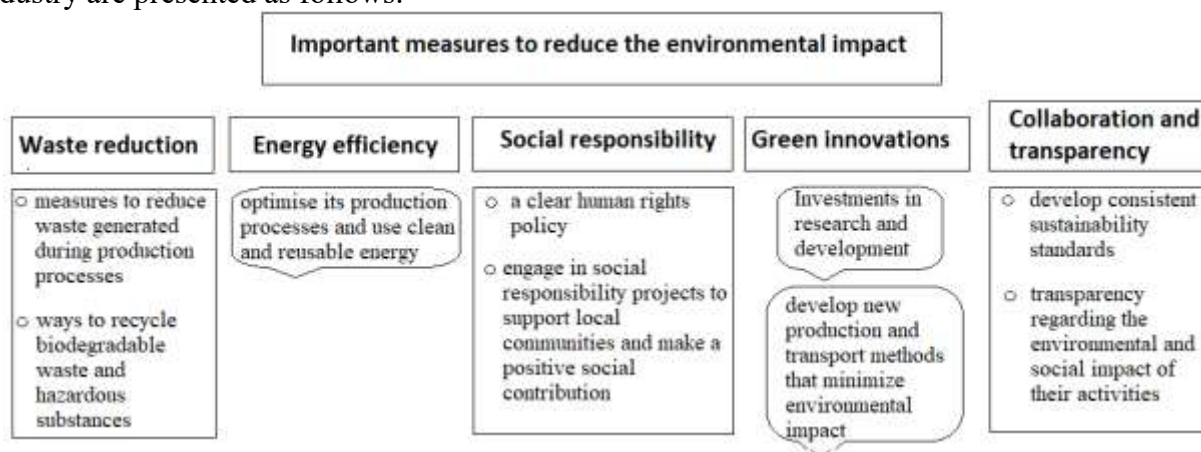 dustry are presented as follows:
Important measures to reduce the environmental impact
Waste reduction
○ measures to reduce
waste generated
during production
processes
○ ways to recycle
biodegradable
waste and
hazardous
substances
Energy efficiency
optimise its production
processes and use clean
and reusable energy
Social responsibility
○ a clear human rights
policy
○ engage in social
responsibility projects to
support local
communities and make a
positive social
contribution
Green innovations
Investments in
research and
development
develop new
production and
transport methods
that minimize
environmental
impact
Collaboration and
transparency
○ develop consistent
sustainability
standards
○ transparency
regarding the
environmental and
social impact of
their activities